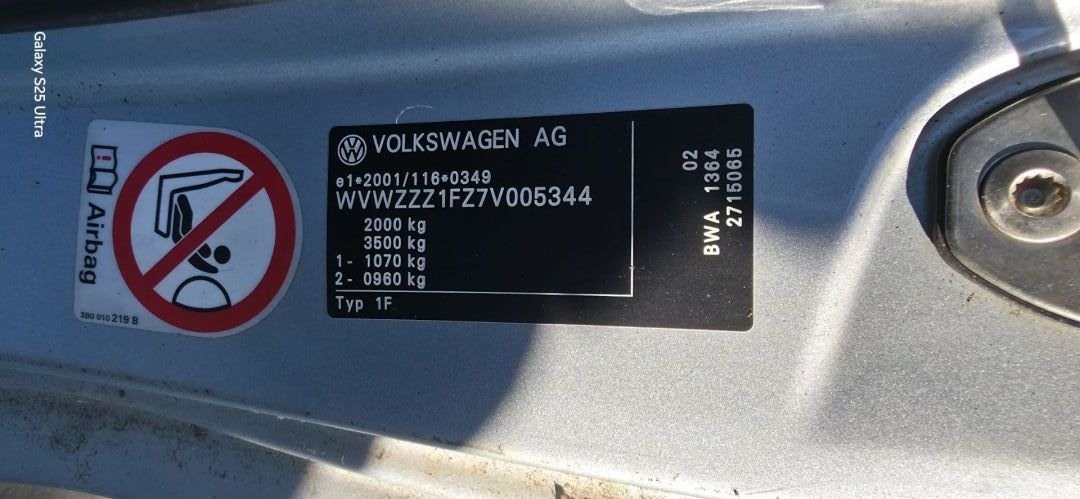 Galaxy S25 Ultra
Airbag
3B0 010 219 B
VOLKSWAGEN AG
e1*2001/116*0349
WVWZZZ1FZ7V005344
2000 kg
3500 kg
1- 1070 kg
2- 0960 kg
Typ 1F
02
BWA 1364
2715065